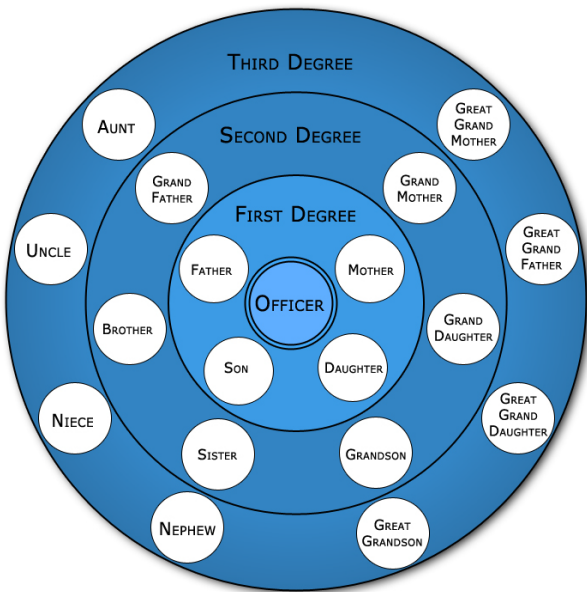 Third Degree
Aunt
Great
Grand
Mother
Second Degree
Grand
Father
Grand
Mother
First Degree
Uncle
Great
Grand
Father
Father
Mother
Officer
Brother
Grand
Daughter
Son
Daughter
Niece
Great
Grand
Daughter
Sister
Grandson
Nephew
Great
Grandson